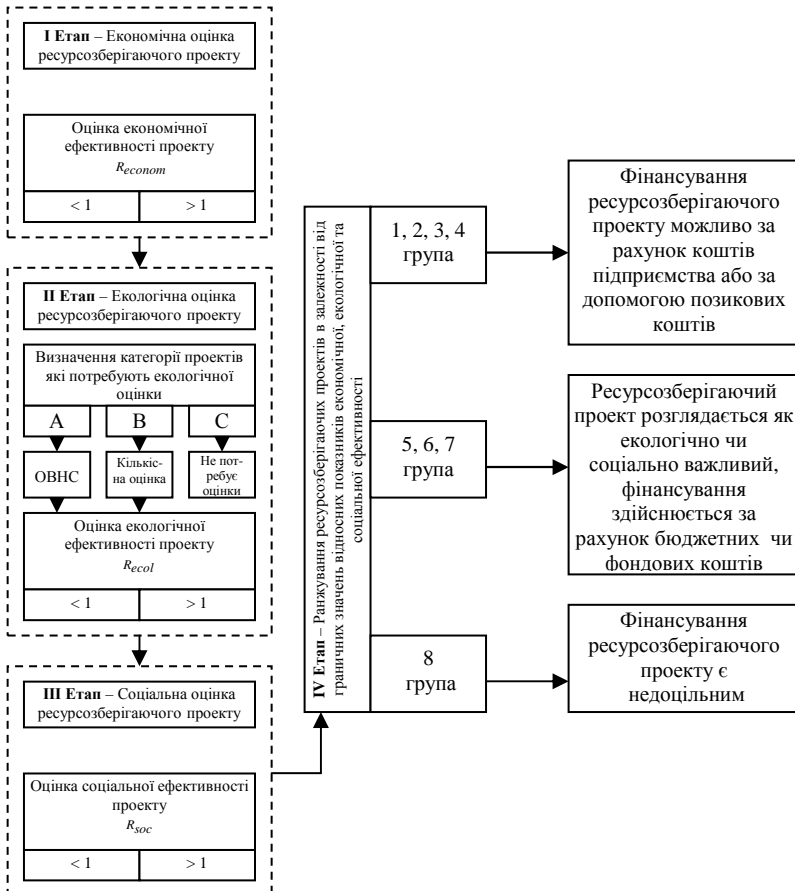 I Етап – Економічна оцінка
ресурсозберігаючого проекту
Оцінка економічної
ефективності проекту
R_econom
< 1
> 1
II Етап – Екологічна оцінка
ресурсозберігаючого проекту
Визначення категорії проектів
які потребують екологічної
оцінки
A
B
C
ОВНС
Кількіс-
на оцінка
Не пот-
ребує
оцінки
Оцінка екологічної
ефективності проекту
R_ecol
< 1
> 1
III Етап – Соціальна оцінка
ресурсозберігаючого проекту
Оцінка соціальної ефективності
проекту
R_soc
< 1
> 1
IV Етап – Ранжування ресурсозберігаючих проектів в залежності від
граничних значень відносних показників економічної, екологічної та
соціальної ефективності
1, 2, 3, 4
група
5, 6, 7
група
8
група
Фінансування
ресурсозберігаючого
проекту можливо за
рахунок коштів
підприємства або за
допомогою позикових
коштів
Ресурсозберігаючий
проект розглядається як
екологічно чи
соціально важливий,
фінансування
здійснюється за
рахунок бюджетних чи
фондових коштів
Фінансування
ресурсозберігаючого
проекту є
недоцільним